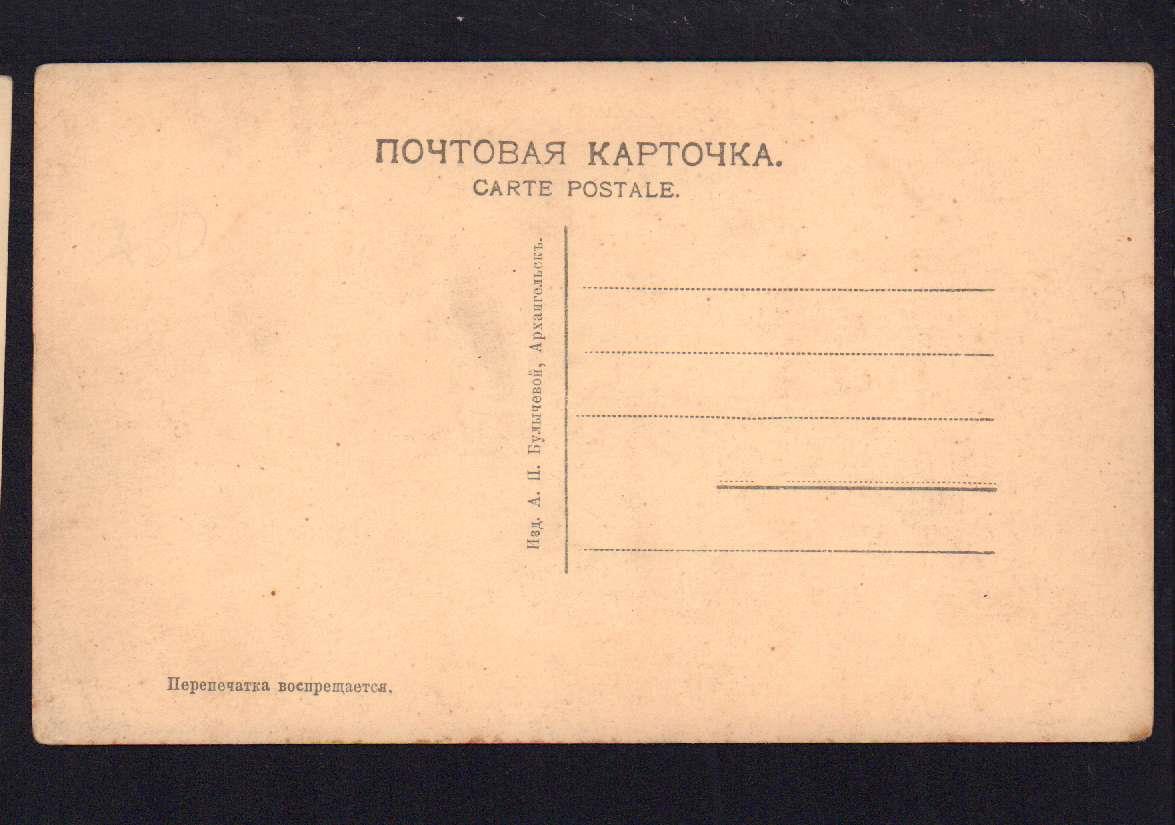 ПОЧТОВАЯ КАРТОЧКА.
CARTE POSTALE.
Изд. А. П. Булычевой, Архангельскъ.
Перепечатка воспрещается.